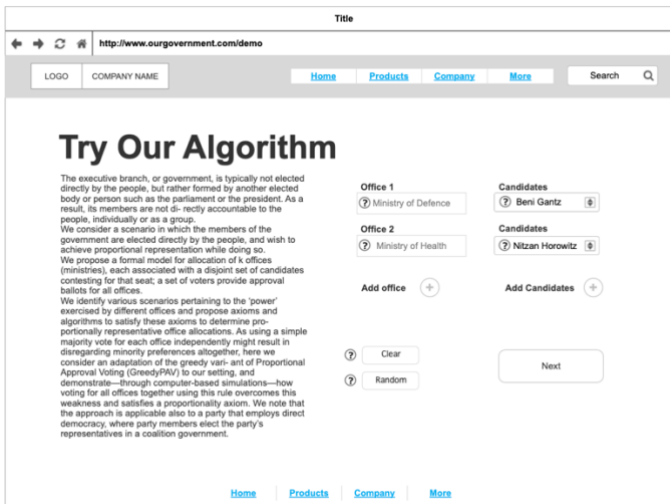 Title
http://www.ourgovernment.com/demo
LOGO
COMPANY NAME
Home
Products
Company
More
Search
Try Our Algorithm
The executive branch, or government, is typically not elected
directly by the people, but rather formed by another elected
body or person such as the parliament or the president. As a
result, its members are not di- rectly accountable to the
people, individually or as a group.
We consider a scenario in which the members of the
government are elected directly by the people, and wish to
achieve proportional representation while doing so.
We propose a formal model for allocation of k offices
(ministries), each associated with a disjoint set of candidates
contesting for that seat; a set of voters provide approval
ballots for all offices.
We identify various scenarios pertaining to the 'power'
exercised by different offices and propose axioms and
algorithms to satisfy these axioms to determine pro-
portionally representative office allocations. As using a simple
majority vote for each office independently might result in
disregarding minority preferences altogether, here we
consider an adaptation of the greedy vari- ant of Proportional
Approval Voting (GreedyPAV) to our setting, and
demonstrate—through computer-based simulations—how
voting for all offices together using this rule overcomes this
weakness and satisfies a proportionality axiom. We note that
the approach is applicable also to a party that employs direct
democracy, where party members elect the party's
representatives in a coalition government.
Office 1
Candidates
? Ministry of Defence
? Beni Gantz
Office 2
Candidates
? Ministry of Health
? Nitzan Horowitz
Add office +
Add Candidates +
? Clear
? Random
Next
Home
Products
Company
More